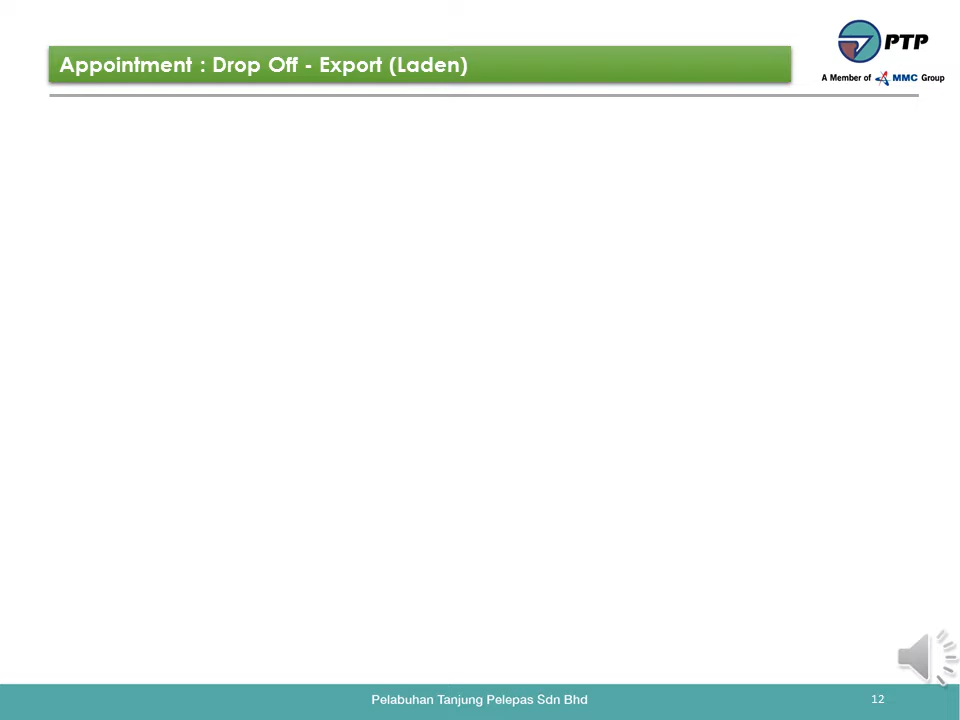 Appointment : Drop Off - Export (Laden)
PTP
A Member of MMC Group
Pelabuhan Tanjung Pelepas Sdn Bhd
12